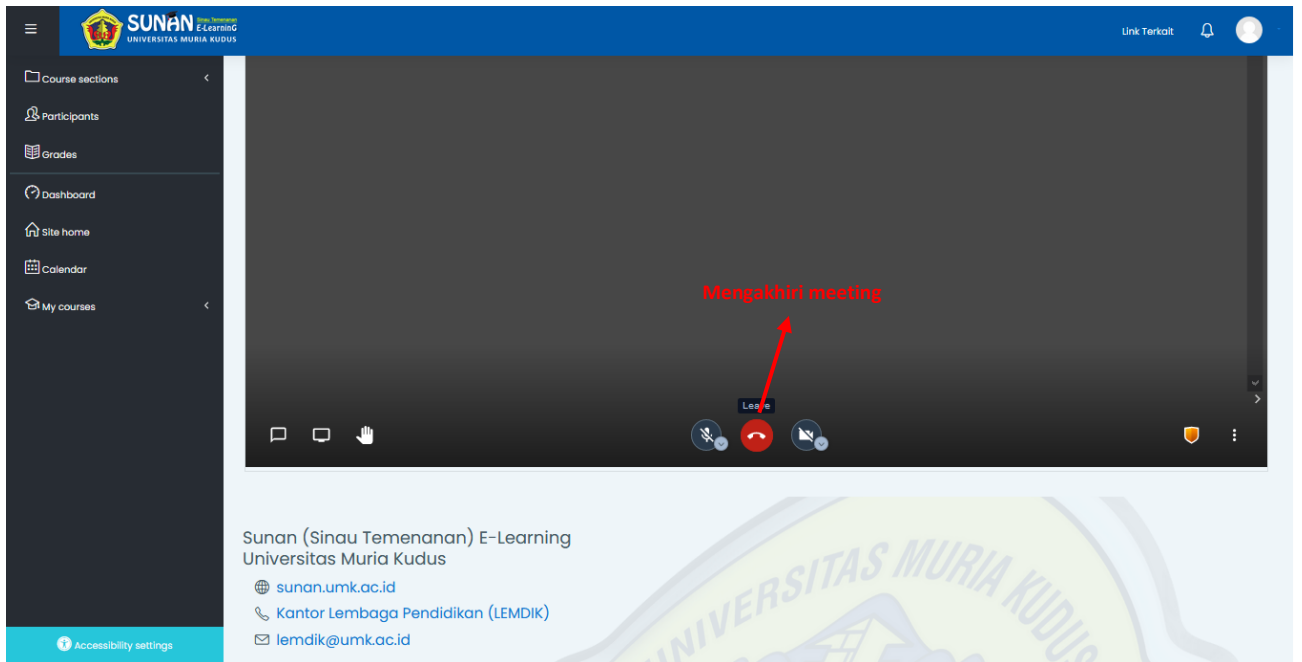 SUNAN Sinau Temenanan E-LearninG
UNIVERSITAS MURIA KUDUS
Link Terkait
Course sections
Participants
Grades
Dashboard
Site home
Calendar
My courses
Accessibility settings
Mengakhiri meeting
Leave
Sunan (Sinau Temenanan) E-Learning
Universitas Muria Kudus
sunan.umk.ac.id
Kantor Lembaga Pendidikan (LEMDIK)
lemdik@umk.ac.id
UNIVERSITAS MURIA KUDUS